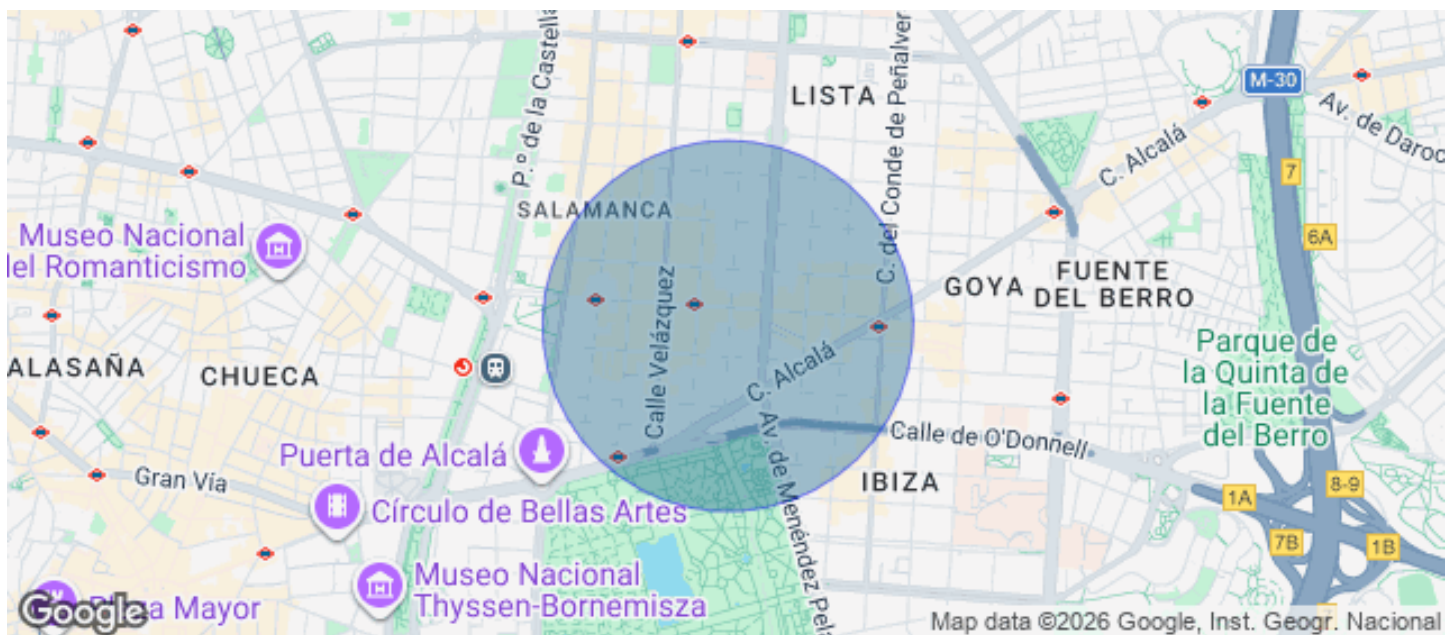 LISTA
M-30
P.º de la Castella
C. del Conde de Peñalver
Av. de Daroc
C. Alcalá
7
SALAMANCA
Museo Nacional
del Romanticismo
6A
GOYA
FUENTE
DEL BERRO
Calle Velázquez
Parque de
la Quinta de
la Fuente
del Berro
ALASAÑA
CHUECA
C. Alcalá
Av. de Menéndez Pela
Calle de O'Donnell
Puerta de Alcalá
Gran Vía
IBIZA
1A
8-9
Círculo de Bellas Artes
7B
1B
Museo Nacional
Thyssen-Bornemisza
Plaza Mayor
Google
7
Map data ©2026 Google, Inst. Geogr. Nacional